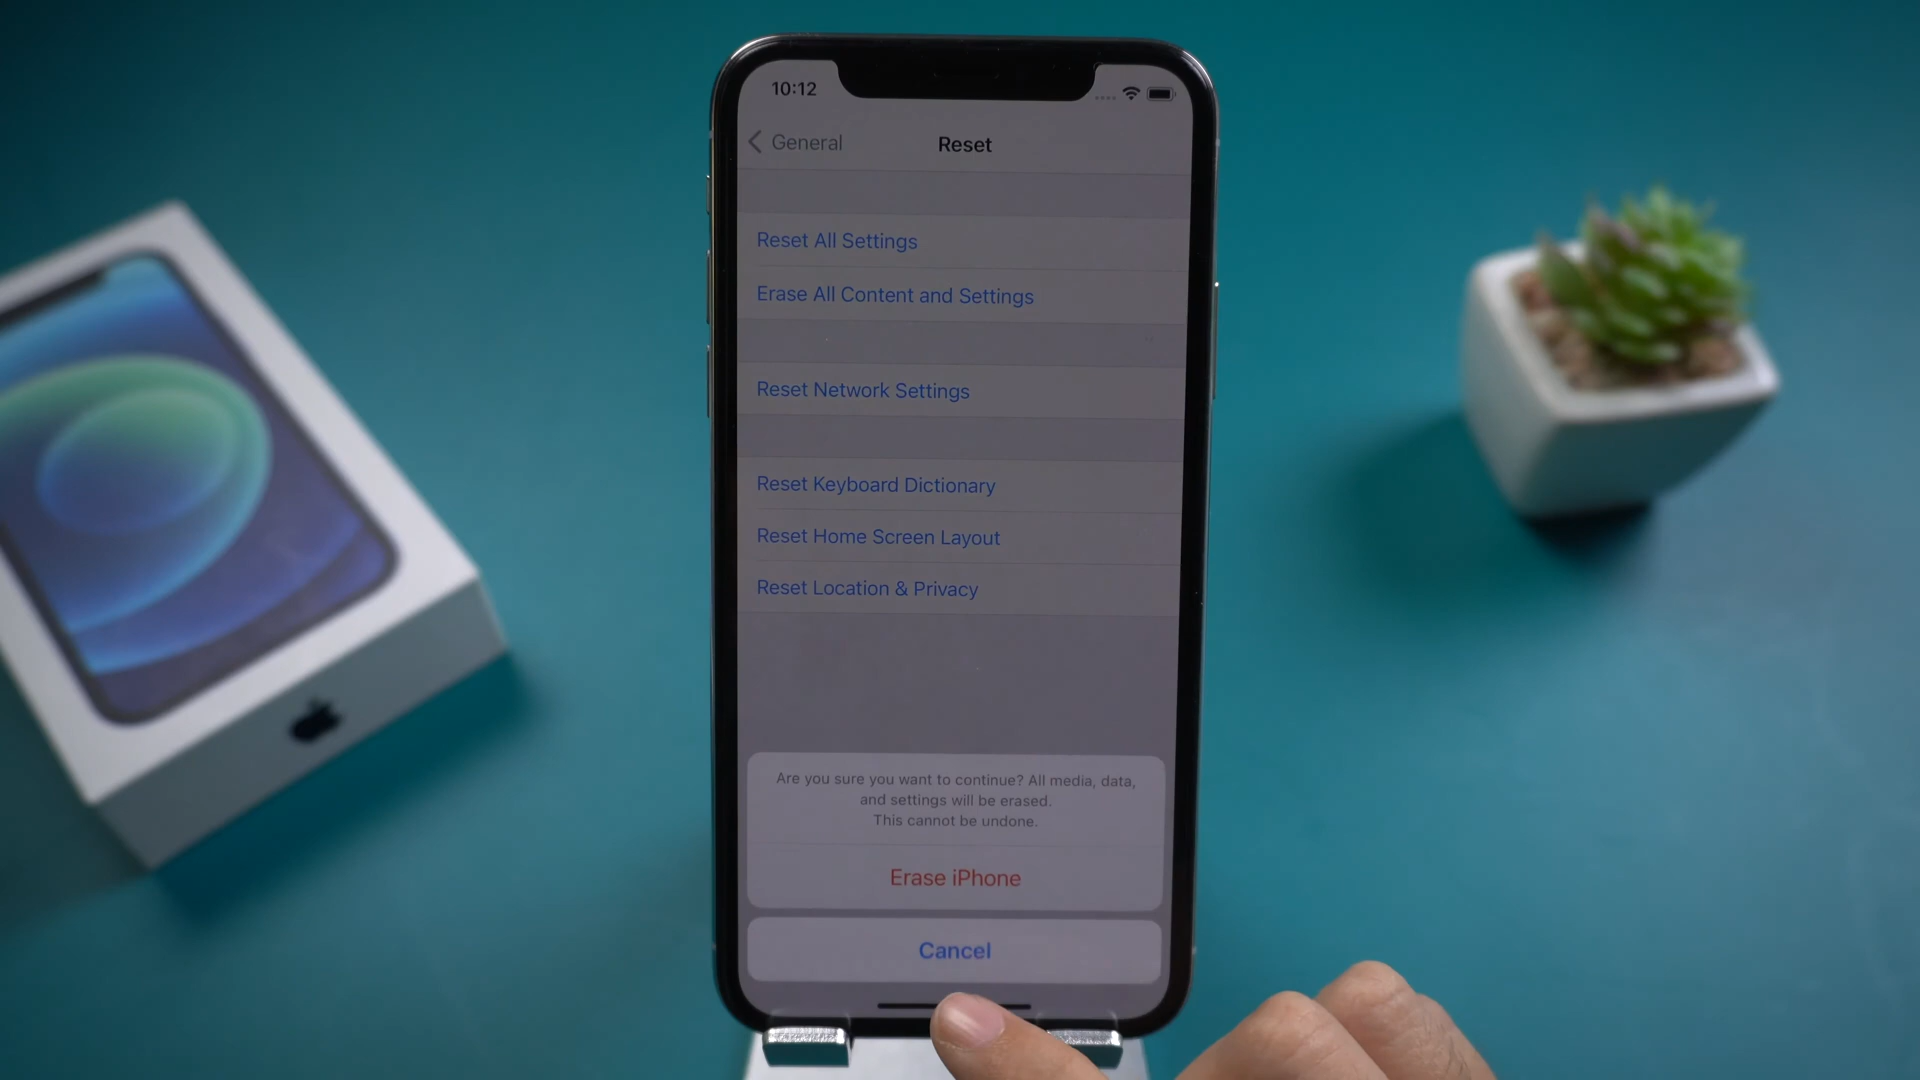 10:12
General
Reset
Reset All Settings
Erase All Content and Settings
Reset Network Settings
Reset Keyboard Dictionary
Reset Home Screen Layout
Reset Location & Privacy
Are you sure you want to continue? All media, data,
and settings will be erased.
This cannot be undone.
Erase iPhone
Cancel